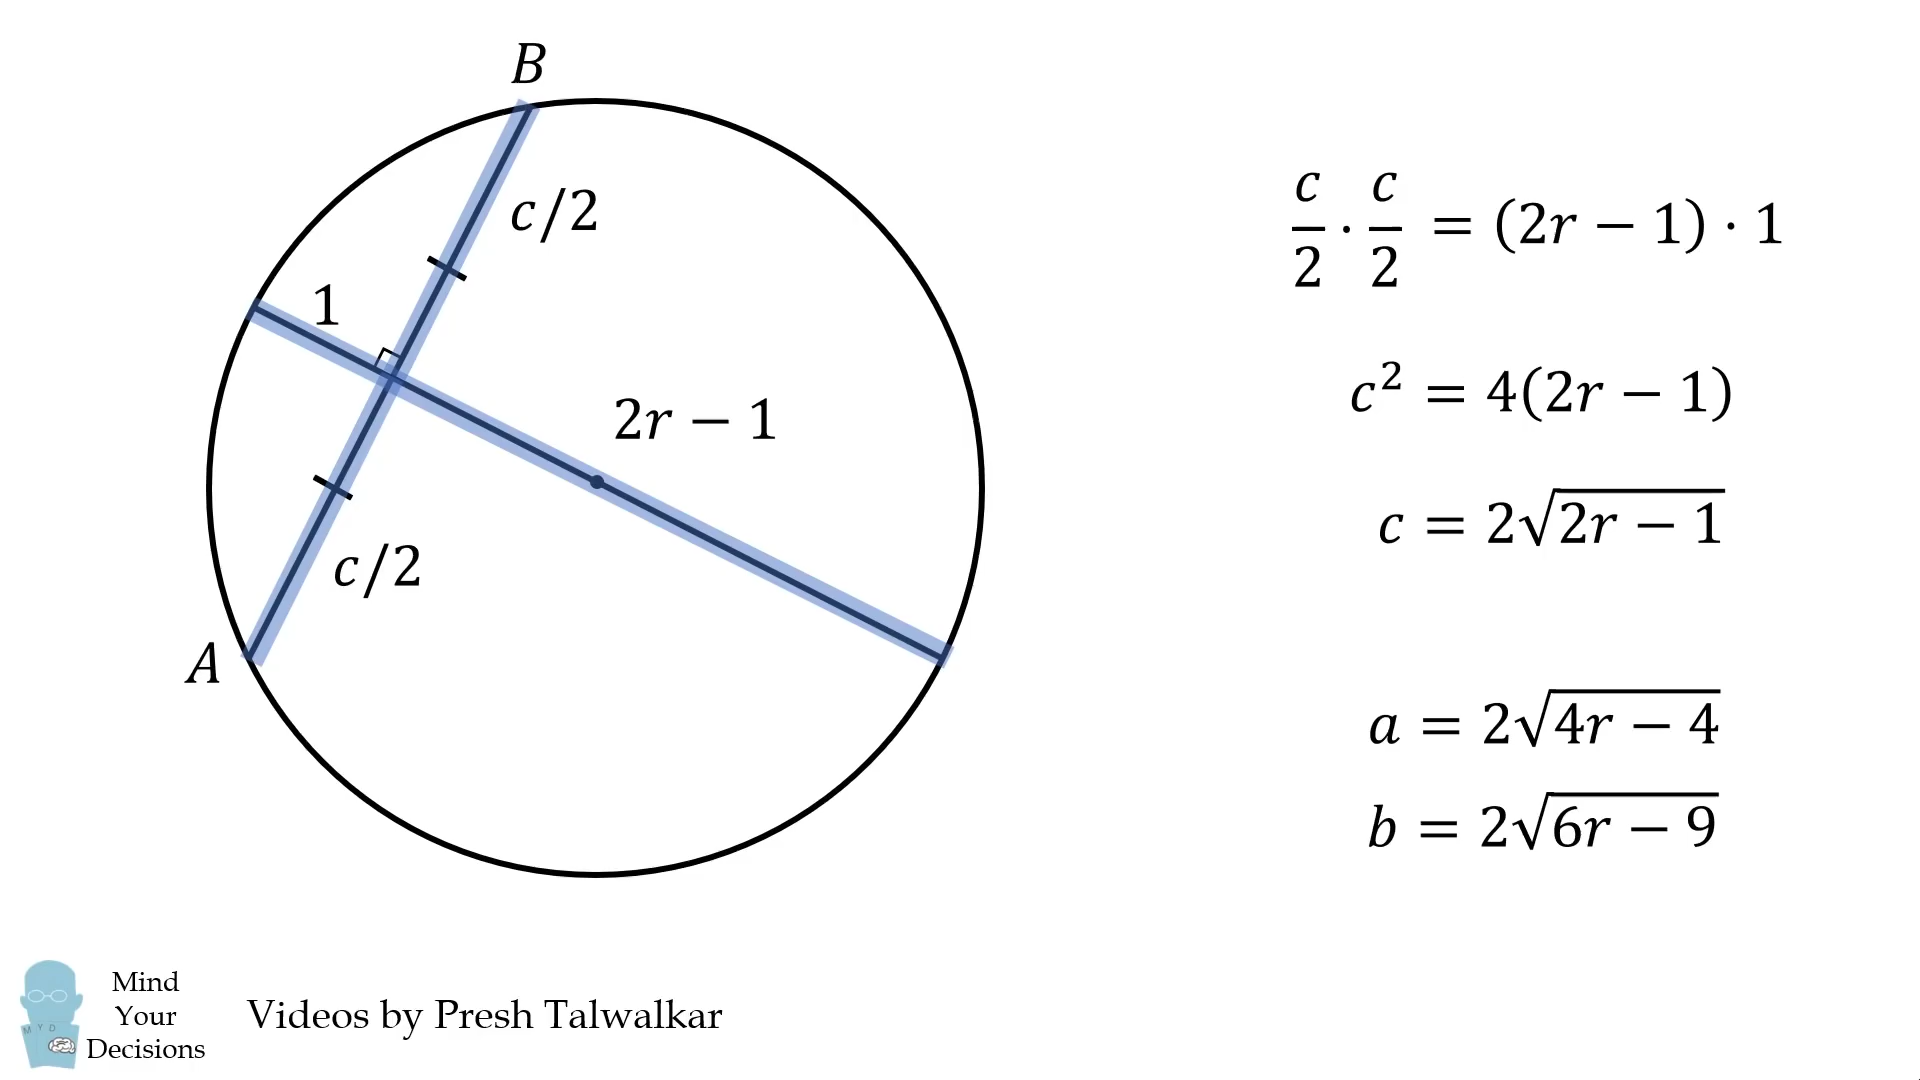 B
c/2
1
2r − 1
c/2
A
c/2 · c/2 = (2r − 1) · 1
c² = 4(2r − 1)
c = 2√(2r − 1)
a = 2√(4r − 4)
b = 2√(6r − 9)
M Y D
Mind
Your
Decisions
Videos by Presh Talwalkar